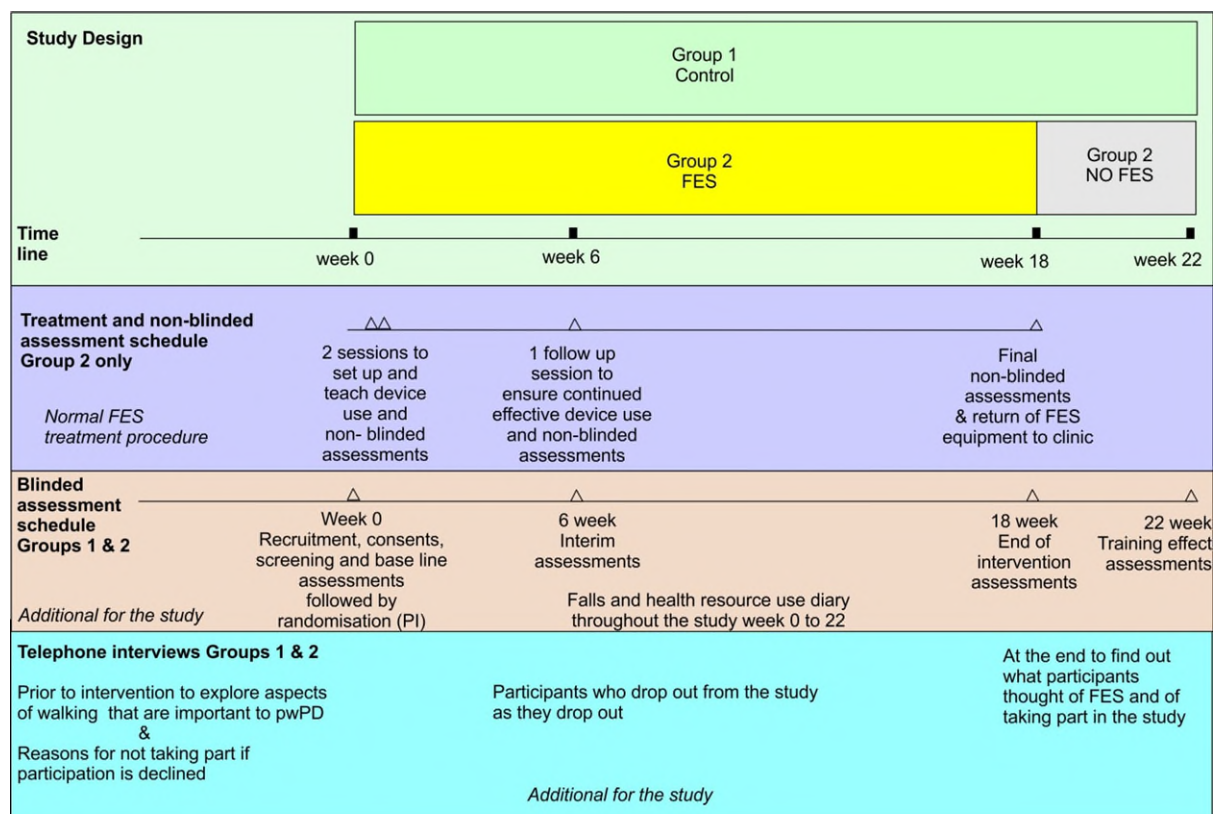 Study Design
Group 1
Control
Group 2
FES
Group 2
NO FES
Time
line
week 0
week 6
week 18
week 22
Treatment and non-blinded
assessment schedule
Group 2 only
Normal FES
treatment procedure
2 sessions to
set up and
teach device
use and
non- blinded
assessments
1 follow up
session to
ensure continued
effective device use
and non-blinded
assessments
Final
non-blinded
assessments
& return of FES
equipment to clinic
Blinded
assessment
schedule
Groups 1 & 2
Additional for the study
Week 0
Recruitment, consents,
screening and base line
assessments
followed by
randomisation (PI)
6 week
Interim
assessments
Falls and health resource use diary
throughout the study week 0 to 22
18 week
End of
intervention
assessments
22 week
Training effect
assessments
Telephone interviews Groups 1 & 2
Prior to intervention to explore aspects
of walking that are important to pwPD
&
Reasons for not taking part if
participation is declined
Participants who drop out from the study
as they drop out
At the end to find out
what participants
thought of FES and of
taking part in the study
Additional for the study